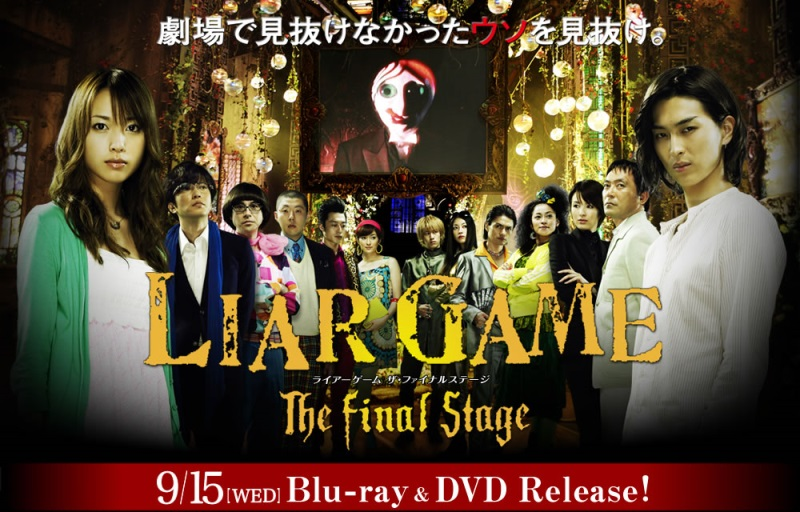 劇場で見抜けなかったウソを見抜け。
LIAR GAME
ライアーゲーム ザ・ファイナルステージ
The Final Stage
9/15[WED] Blu-ray & DVD Release!